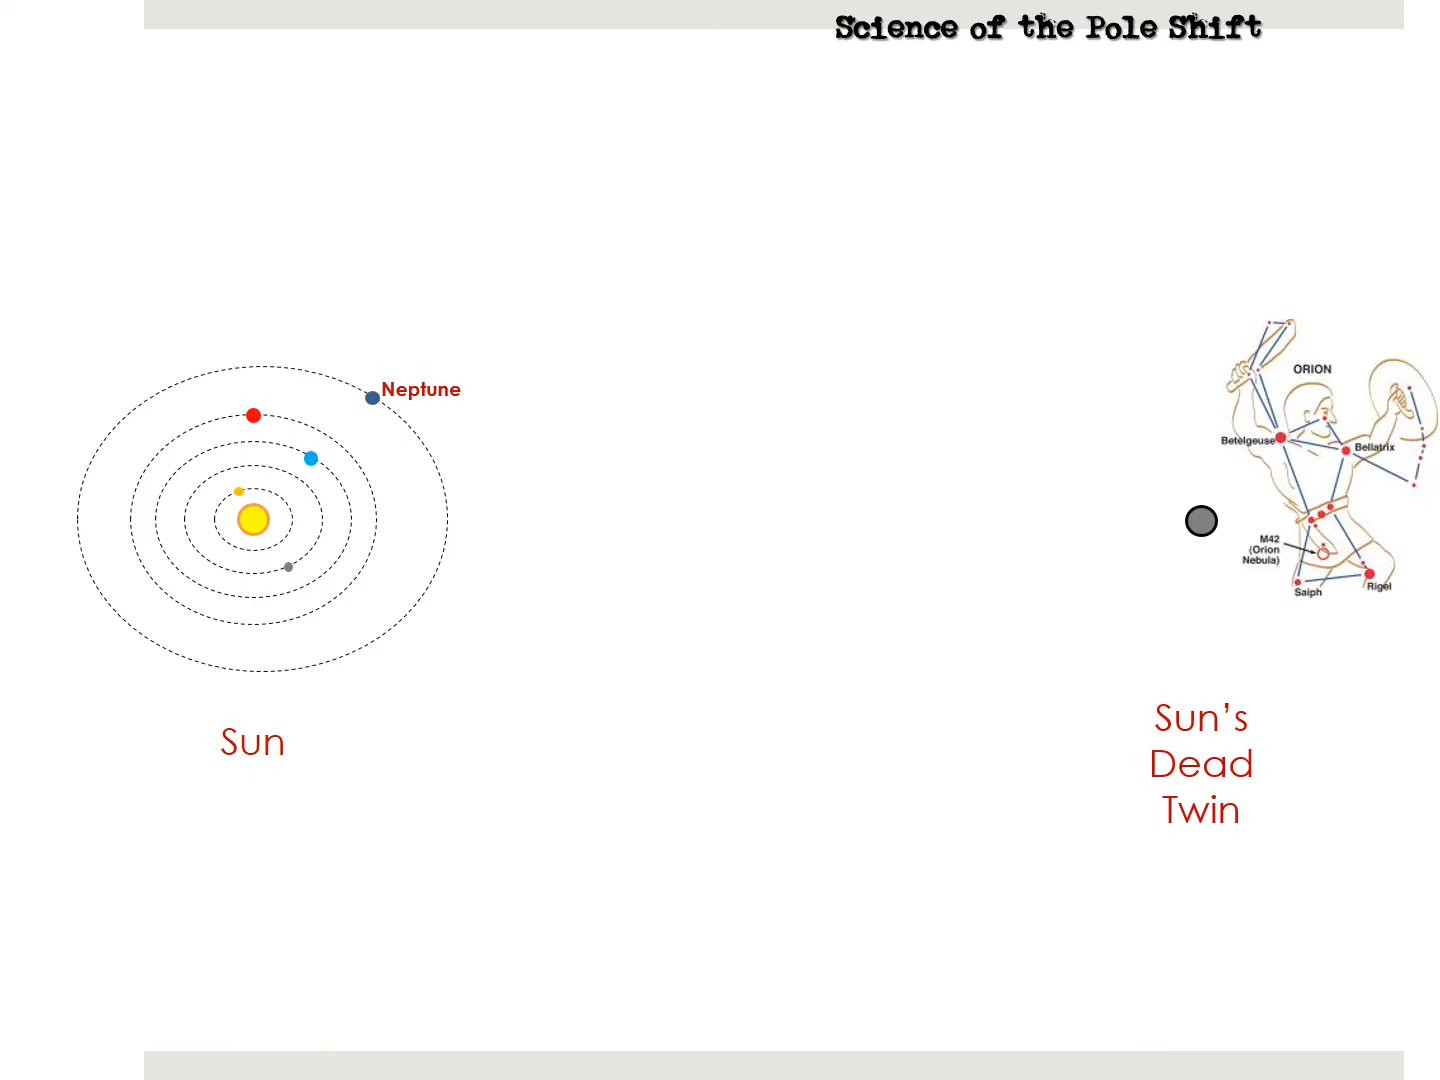 Science of the Pole Shift
ORION
Neptune
Betelgeuse
Bellatrix
M42
(Orion
Nebula)
Saiph
Rigel
Sun
Sun’s
Dead
Twin